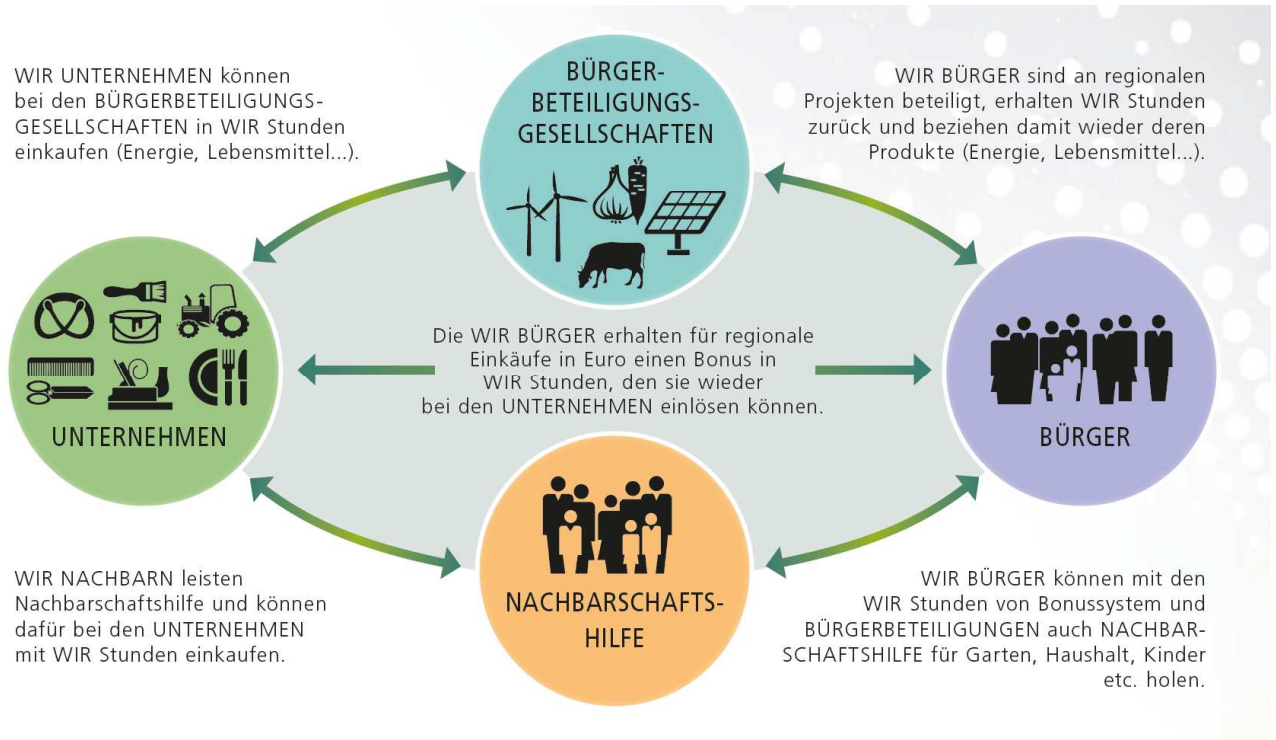 WIR UNTERNEHMEN können
bei den BÜRGERBETEILIGUNGS-
GESELLSCHAFTEN in WIR Stunden
einkaufen (Energie, Lebensmittel...).
BÜRGER-
BETEILIGUNGS-
GESELLSCHAFTEN
WIR BÜRGER sind an regionalen
Projekten beteiligt, erhalten WIR Stunden
zurück und beziehen damit wieder deren
Produkte (Energie, Lebensmittel...).
UNTERNEHMEN
Die WIR BÜRGER erhalten für regionale
Einkäufe in Euro einen Bonus in
WIR Stunden, den sie wieder
bei den UNTERNEHMEN einlösen können.
BÜRGER
WIR NACHBARN leisten
Nachbarschaftshilfe und können
dafür bei den UNTERNEHMEN
mit WIR Stunden einkaufen.
NACHBARSCHAFTS-
HILFE
WIR BÜRGER können mit den
WIR Stunden von Bonussystem und
BÜRGERBETEILIGUNGEN auch NACHBAR-
SCHAFTSHILFE für Garten, Haushalt, Kinder
etc. holen.